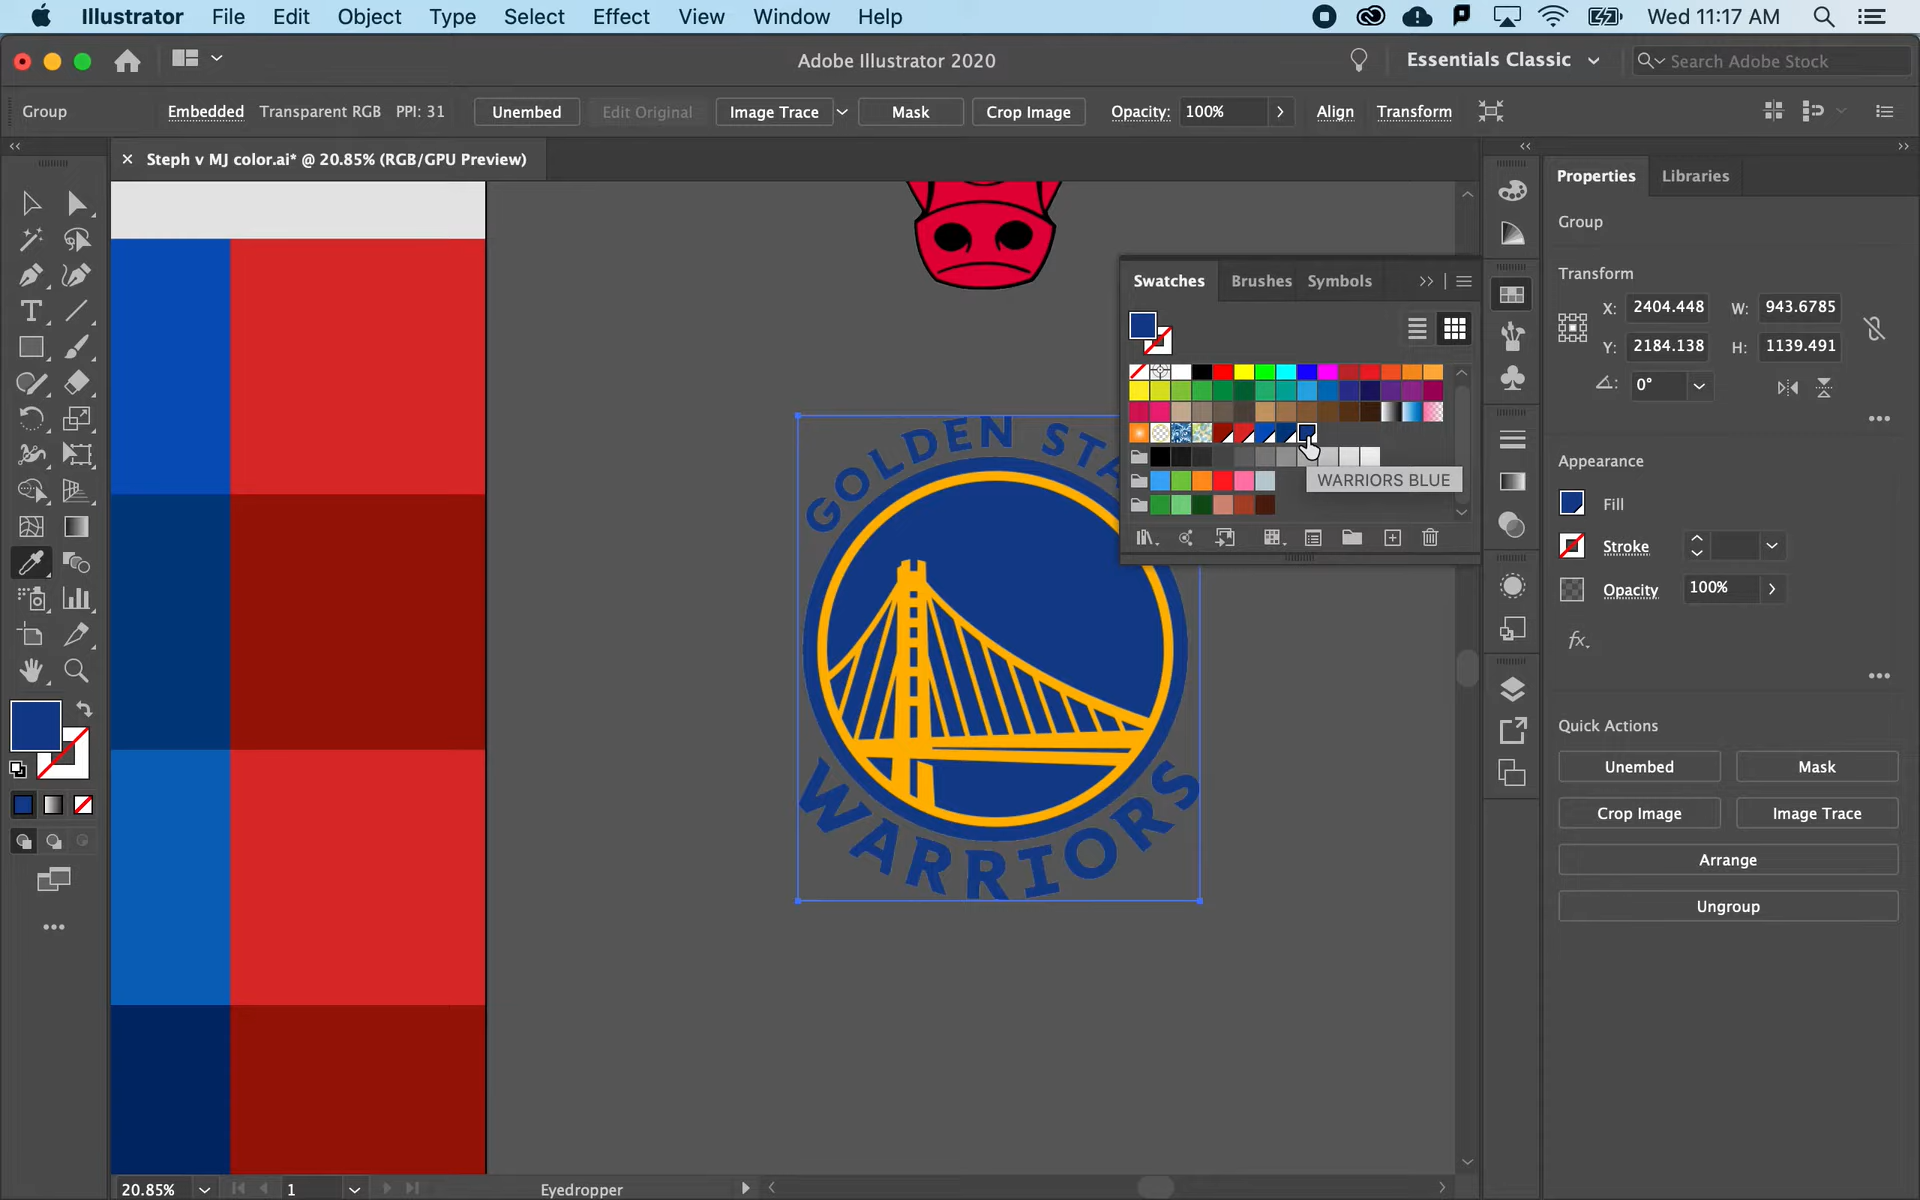 Illustrator File Edit Object Type Select Effect View Window Help Wed 11:17 AM
Adobe Illustrator 2020 Essentials Classic Search Adobe Stock
Group Embedded Transparent RGB PPI: 31 Unembed Edit Original Image Trace Mask Crop Image Opacity: 100% Align Transform
Steph v MJ color.ai* @ 20.85% (RGB/GPU Preview)
Properties Libraries
Group
Transform
X: 2404.448 W: 943.6785
Y: 2184.138 H: 1139.491
0°
Appearance
Fill
Stroke
Opacity 100%
fx.
Quick Actions
Unembed Mask
Crop Image Image Trace
Arrange
Ungroup
Swatches Brushes Symbols
WARRIORS BLUE
GOLDEN STA
WARRIORS
20.85% 1 Eyedropper